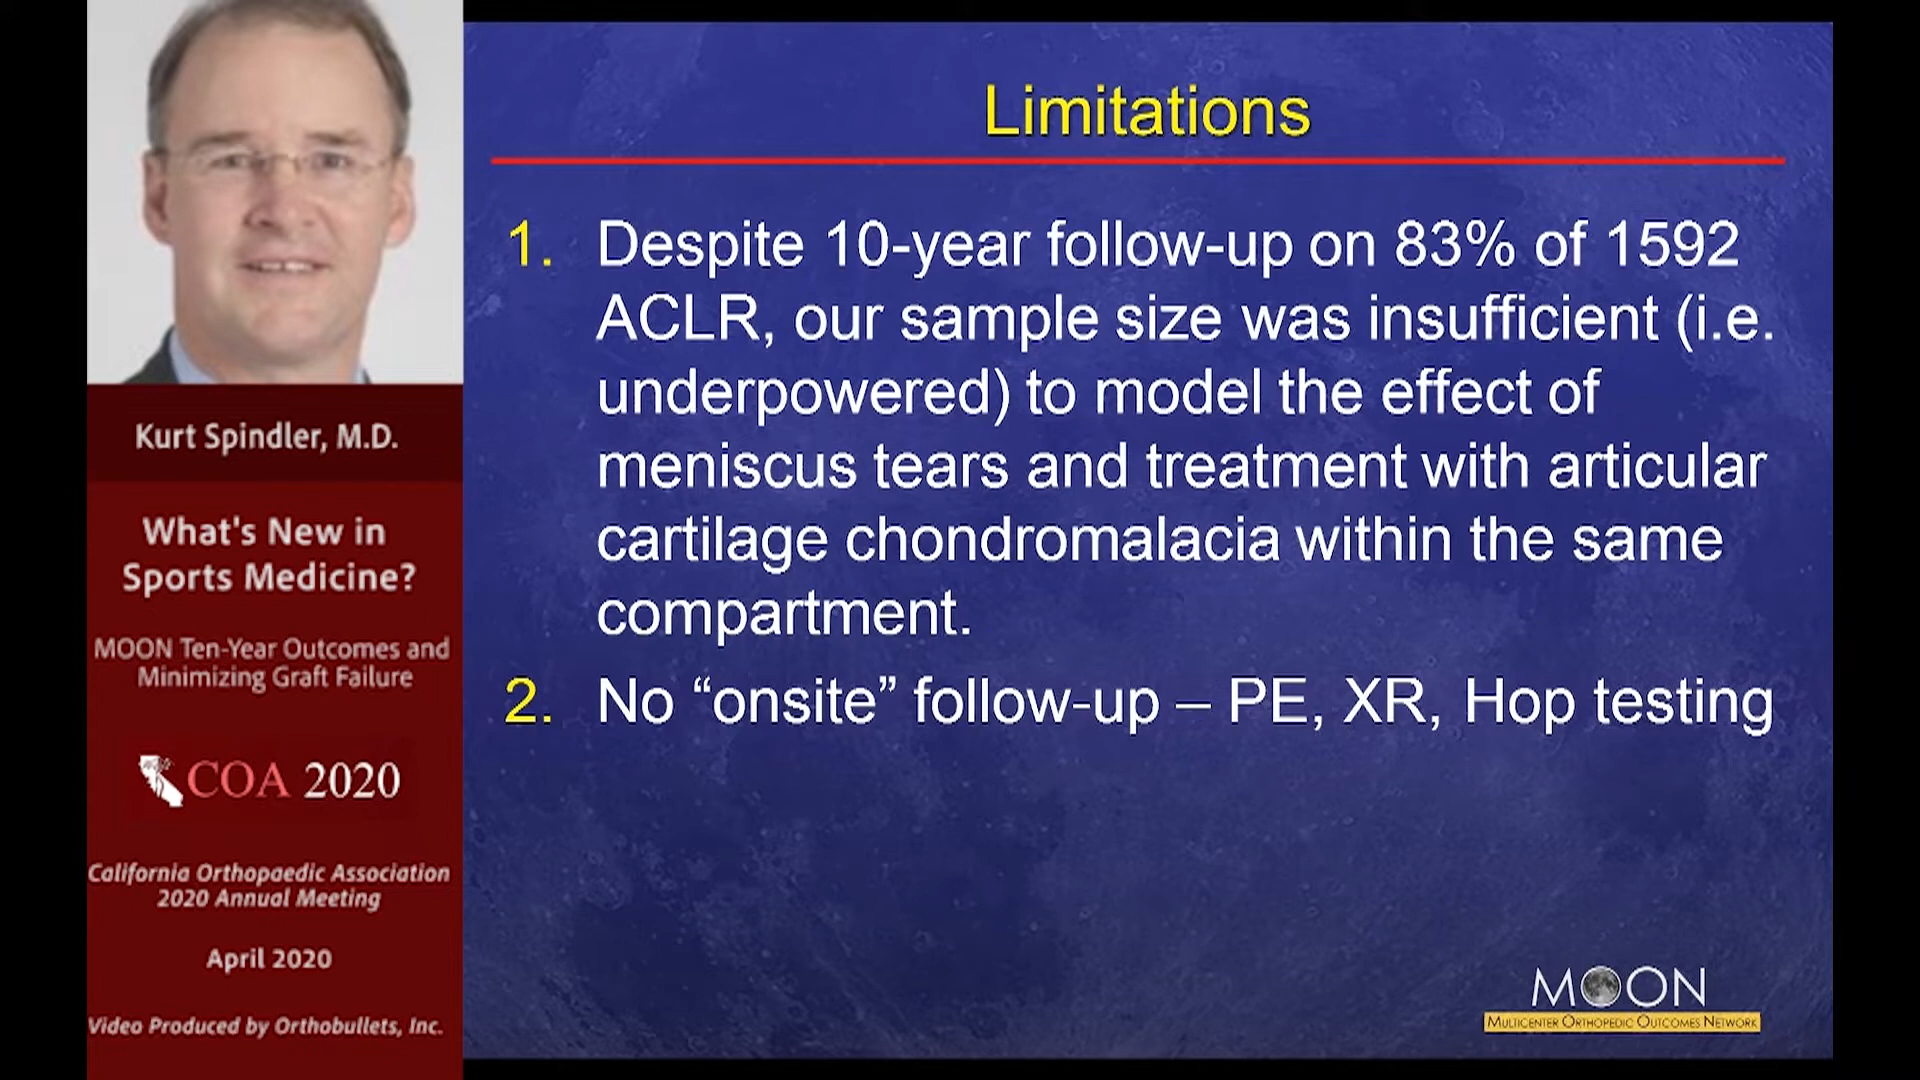 Kurt Spindler, M.D.
What's New in
Sports Medicine?
MOON Ten-Year Outcomes and
Minimizing Graft Failure
COA 2020
California Orthopaedic Association
2020 Annual Meeting
April 2020
Video Produced by Orthobullets, Inc.
Limitations
1. Despite 10-year follow-up on 83% of 1592
ACLR, our sample size was insufficient (i.e.
underpowered) to model the effect of
meniscus tears and treatment with articular
cartilage chondromalacia within the same
compartment.
2. No “onsite” follow-up – PE, XR, Hop testing
MOON
MULTICENTER ORTHOPEDIC OUTCOMES NETWORK